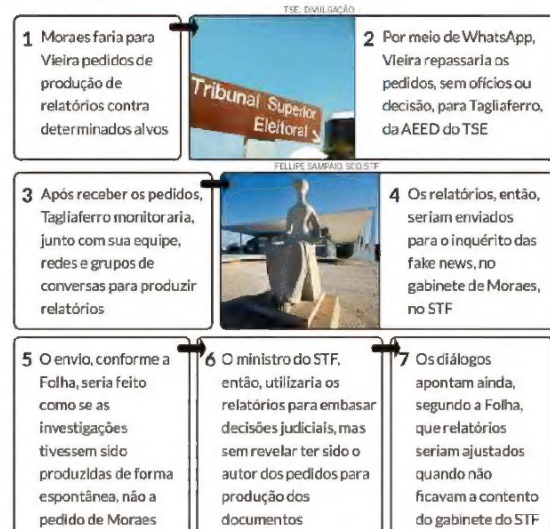 TSE, DIVULGAÇÃO
1 Moraes faria para
Vieira pedidos de
produção de
relatórios contra
determinados alvos
Tribunal Superior
Eleitoral
2 Por meio de WhatsApp,
Vieira repassaria os
pedidos, sem ofícios ou
decisão, para Tagliaferro,
da AEED do TSE
FELLIPE SAMPAIO, SCO, STF
3 Após receber os pedidos,
Tagliaferro monitoraria,
junto com sua equipe,
redes e grupos de
conversas para produzir
relatórios
4 Os relatórios, então,
seriam enviados
para o inquérito das
fake news, no
gabinete de Moraes,
no STF
5 O envio, conforme a
Folha, seria feito
como se as
investigações
tivessem sido
produzidas de forma
espontânea, não a
pedido de Moraes
6 O ministro do STF,
então, utilizaria os
relatórios para embasar
decisões judiciais, mas
sem revelar ter sido o
autor dos pedidos para
produção dos
documentos
7 Os diálogos
apontam ainda,
segundo a Folha,
que relatórios
seriam ajustados
quando não
ficavam a contento
do gabinete do STF